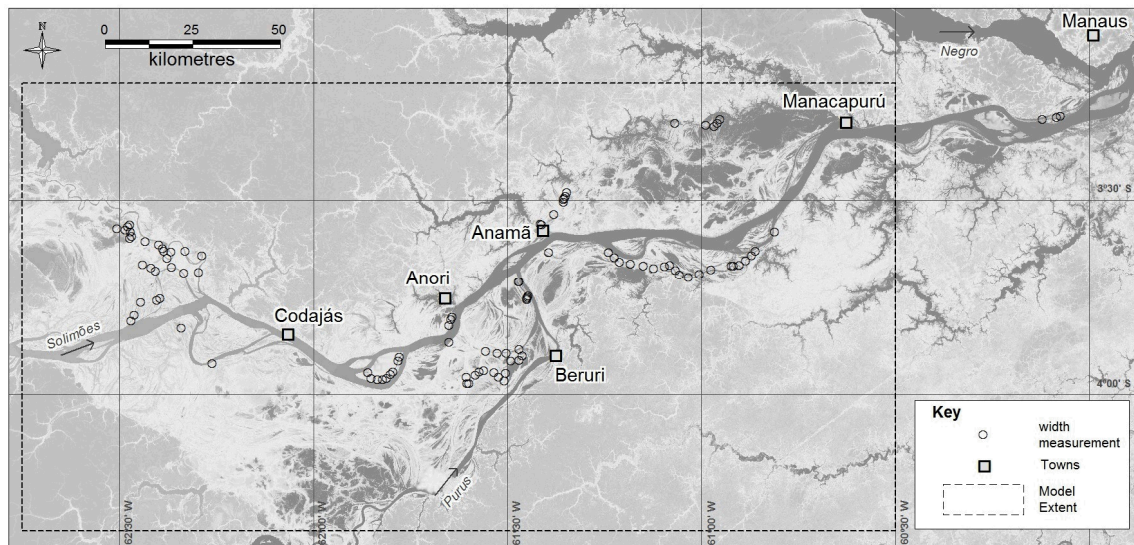 N
0 25 50
kilometres
Manaus
Negro
Manacapurú
3°30' S
Anamã
Anori
Codajás
Solimões
Beruri
4°00' S
Purus
62°30' W
62°00' W
61°30' W
61°00' W
60°30' W
Key
width
measurement
Towns
Model
Extent